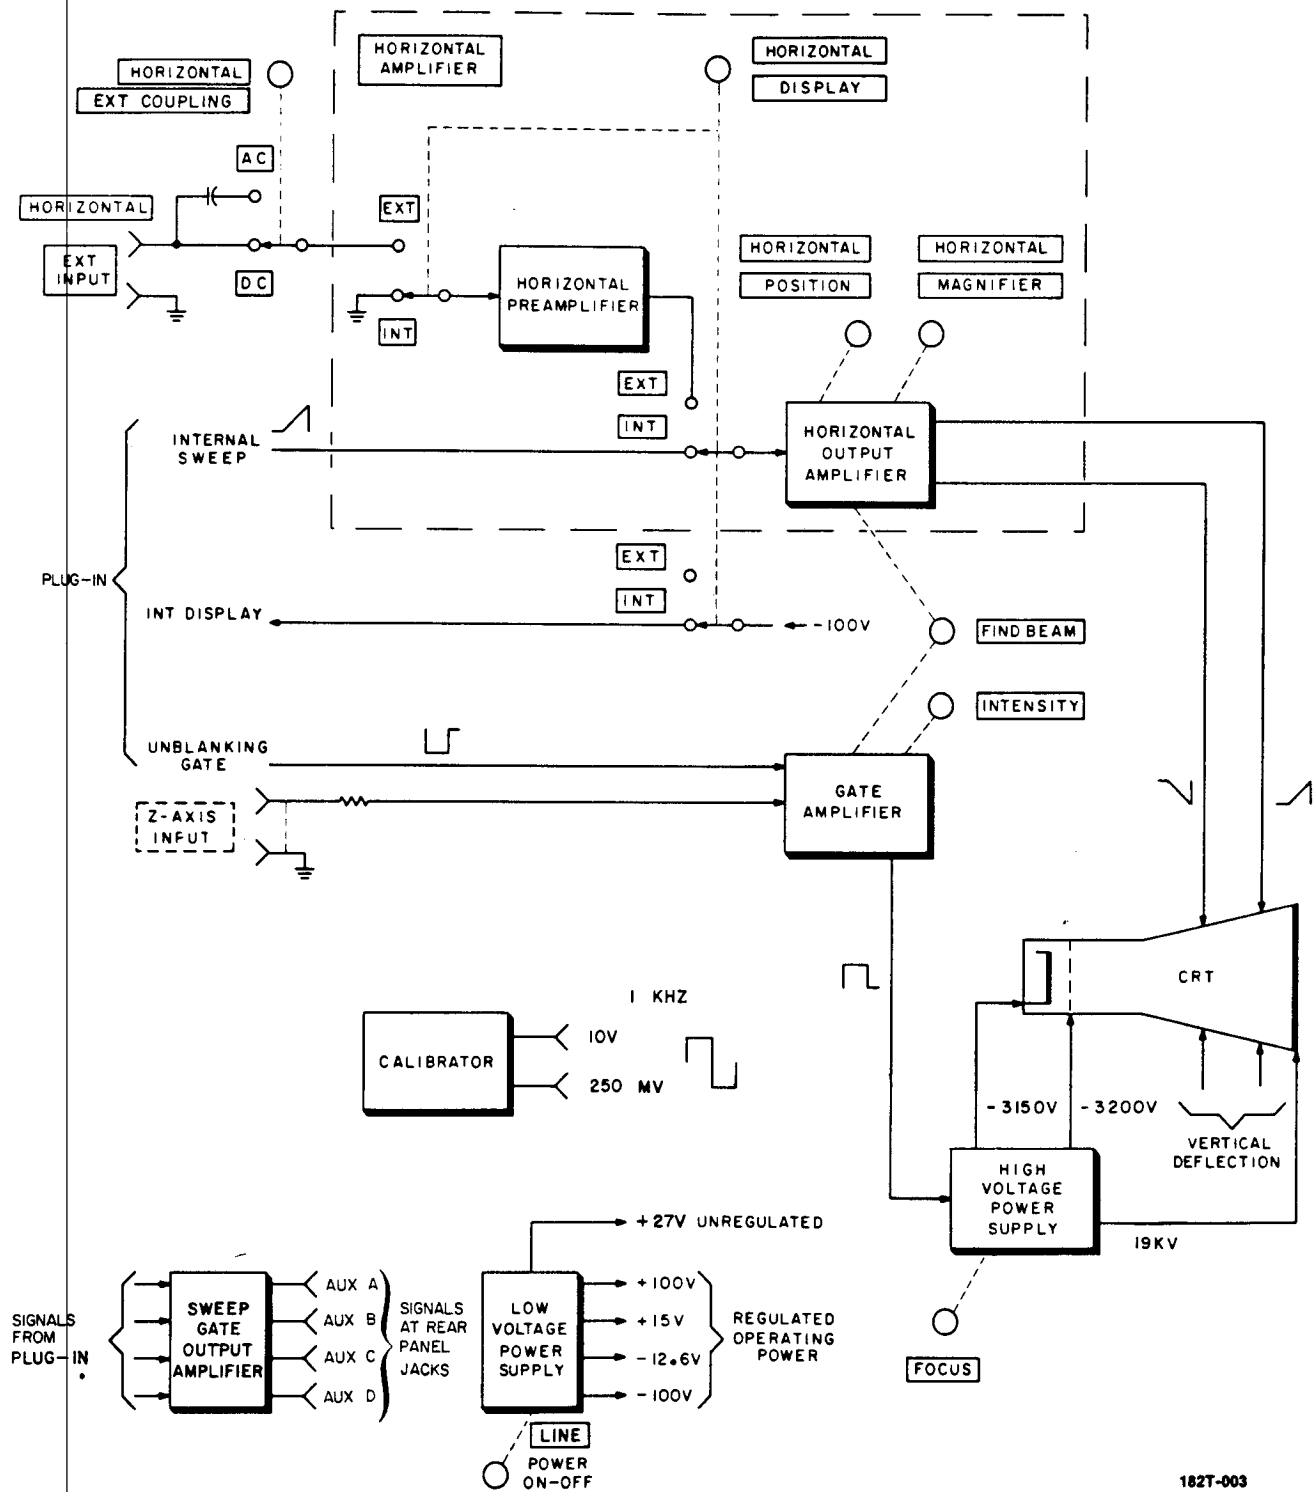 HORIZONTAL
AMPLIFIER
HORIZONTAL
DISPLAY
HORIZONTAL
EXT COUPLING
AC
HORIZONTAL
EXT
INPUT
DC
EXT
INT
HORIZONTAL
PREAMPLIFIER
HORIZONTAL
POSITION
HORIZONTAL
MAGNIFIER
EXT
INT
INTERNAL
SWEEP
HORIZONTAL
OUTPUT
AMPLIFIER
PLUG-IN
EXT
INT
INT DISPLAY
-100V
FIND BEAM
INTENSITY
UNBLANKING
GATE
Z-AXIS
INPUT
GATE
AMPLIFIER
CRT
1 KHZ
CALIBRATOR
10V
250 MV
-3150V
-3200V
VERTICAL
DEFLECTION
HIGH
VOLTAGE
POWER
SUPPLY
19KV
FOCUS
SIGNALS
FROM
PLUG-IN
SWEEP
GATE
OUTPUT
AMPLIFIER
AUX A
AUX B
AUX C
AUX D
SIGNALS
AT REAR
PANEL
JACKS
+27V UNREGULATED
LOW
VOLTAGE
POWER
SUPPLY
+100V
+15V
-12.6V
-100V
REGULATED
OPERATING
POWER
LINE
POWER
ON-OFF
182T-003